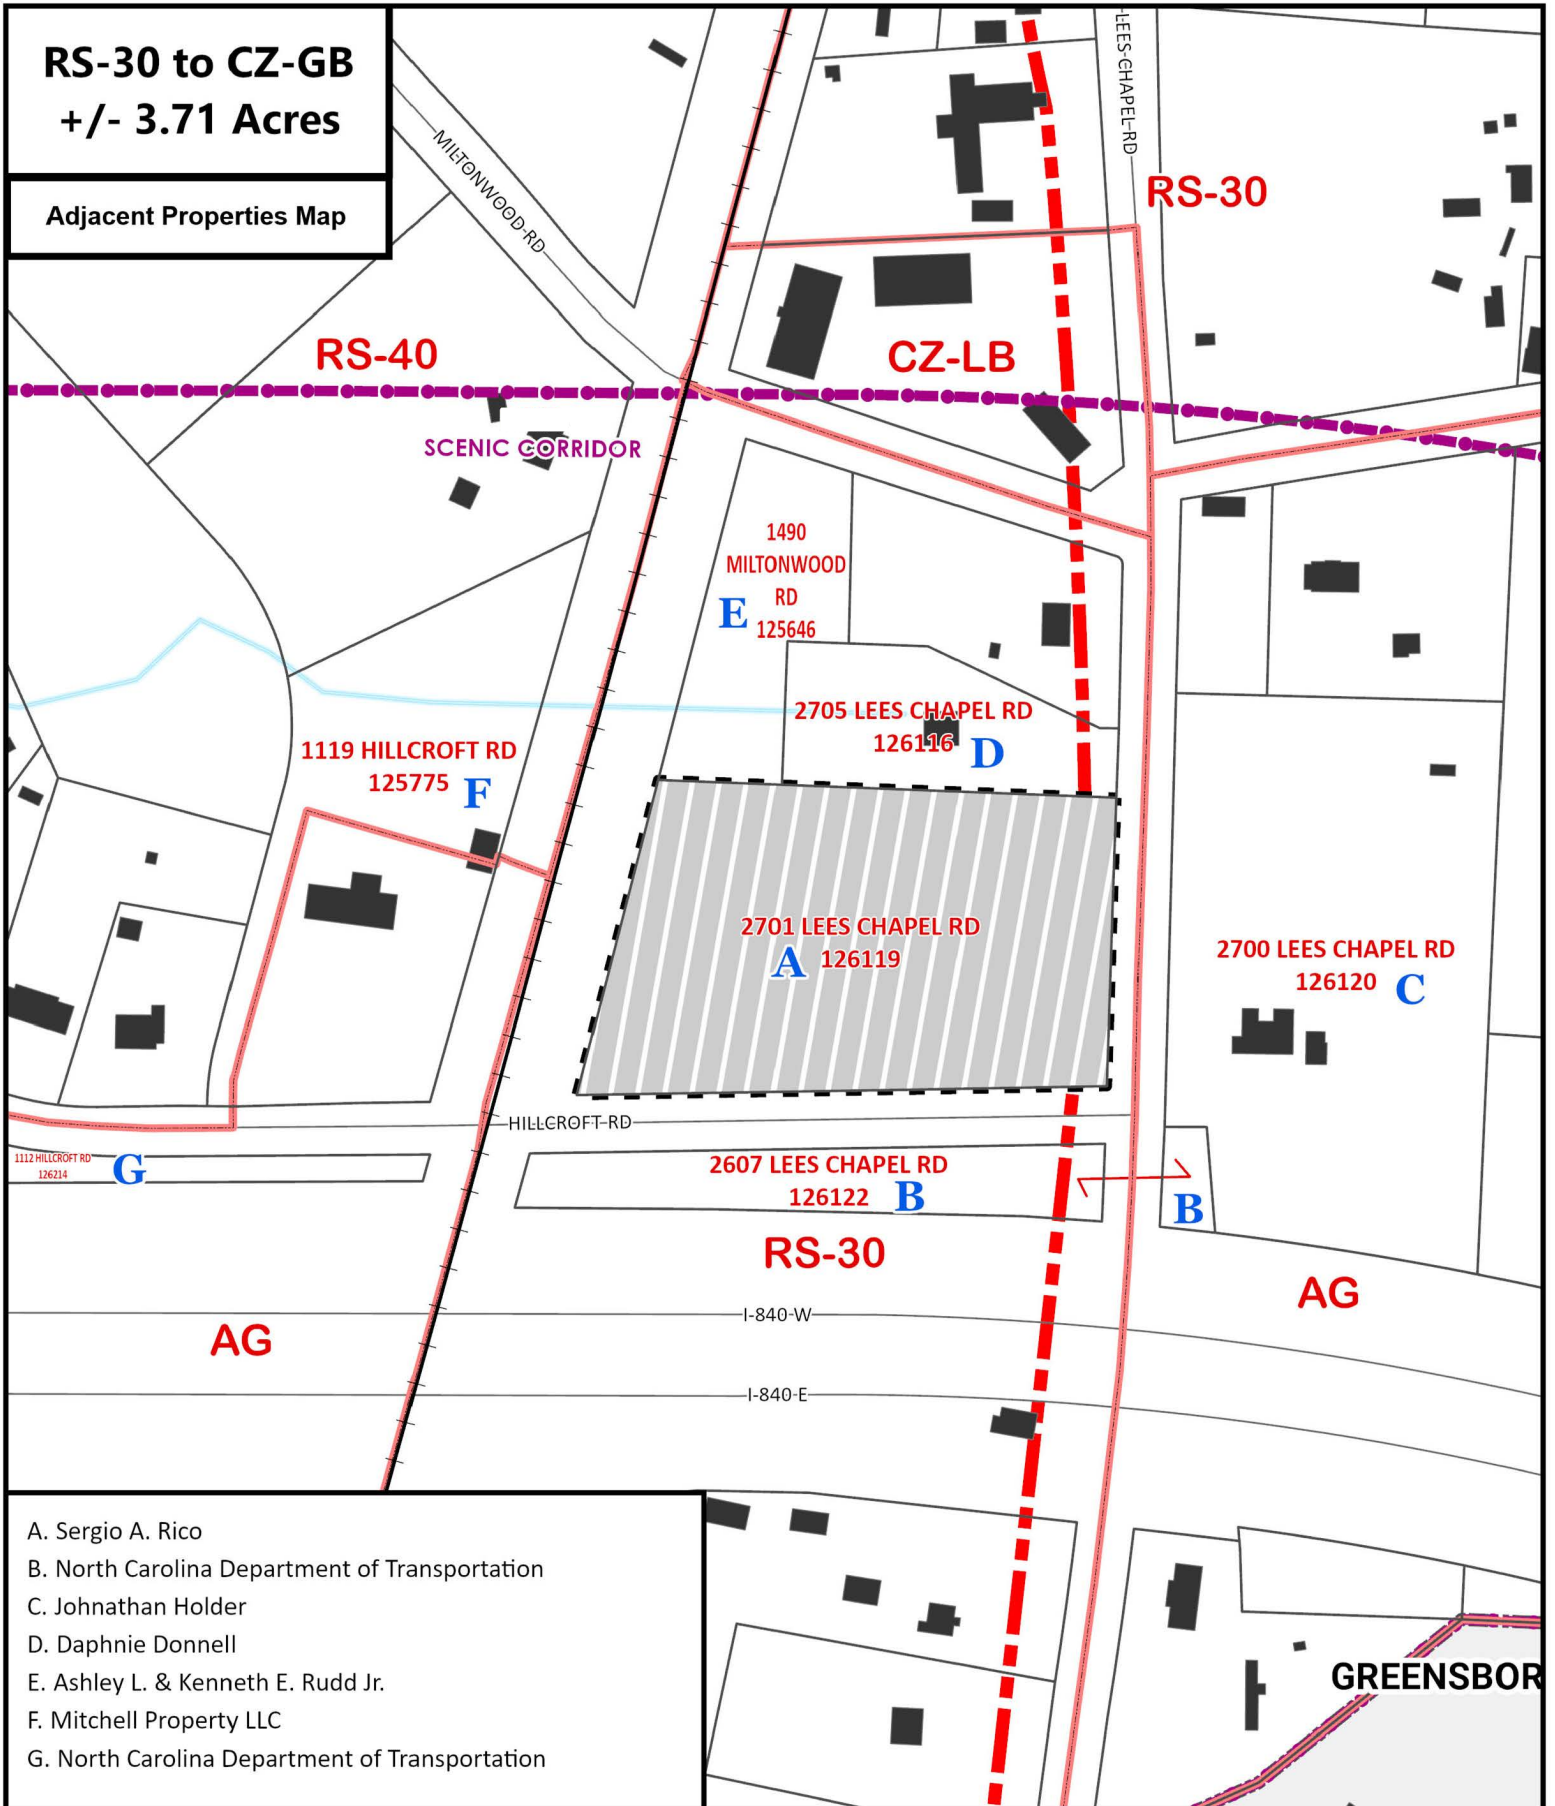 RS-30 to CZ-GB
+/- 3.71 Acres
Adjacent Properties Map
MILTONWOOD-RD
LEES-CHAPEL-RD
RS-30
RS-40
CZ-LB
SCENIC CORRIDOR
1490
MILTONWOOD
RD
125646
E
2705 LEES CHAPEL RD
126116
D
1119 HILLCROFT RD
125775
F
2701 LEES CHAPEL RD
126119
A
2700 LEES CHAPEL RD
126120
C
HILLCROFT-RD
1112 HILLCROFT RD
126214
G
2607 LEES CHAPEL RD
126122
B
B
RS-30
AG
AG
I-840-W
I-840-E
GREENSBOR
A. Sergio A. Rico
B. North Carolina Department of Transportation
C. Johnathan Holder
D. Daphnie Donnell
E. Ashley L. & Kenneth E. Rudd Jr.
F. Mitchell Property LLC
G. North Carolina Department of Transportation